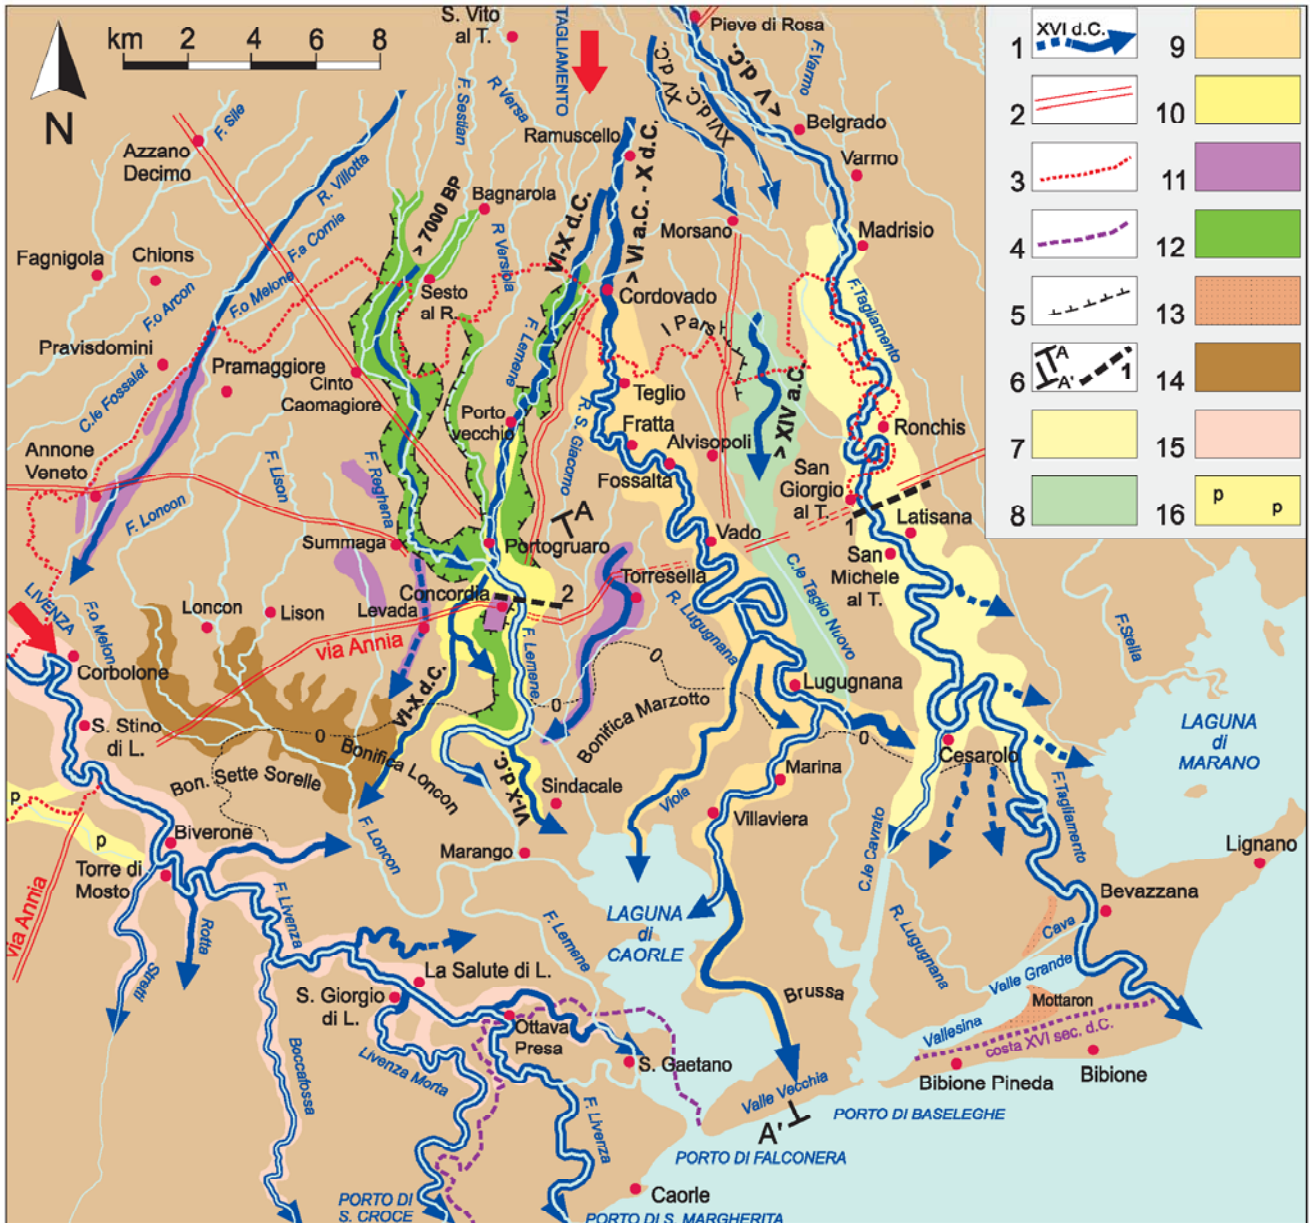 km 2 4 6 8
N
S. Vito
al T.
TAGLIAMENTO
Pieve di Rosa
F. Varmo
XV d.C.
XVI d.C.
< V d.C.
F. Sile
F. Sestian
R Versa
Azzano
Decimo
R. Villotta
Ramuscello
Belgrado
Varmo
> 7000 BP
Bagnarola
VI-X d.C.
> VI a.C. - X d.C.
Morsano
Madrisio
Fagnigola
Chions
F.a Cornia
F.o Melone
F.o Arcon
R Versiola
Sesto
al R.
Cordovado
F.Tagliamento
I Pars
Pravisdomini
Pramaggiore
C.le Fossalat
Cinto
Caomagiore
F. Lemene
Teglio
> XIV a.C.
Porto
vecchio
R. S. Giacomo
Fratta
Alvisopoli
Ronchis
Annone
Veneto
F. Lison
F. Reghena
Fossalta
San
Giorgio
al T.
F. Loncon
A
1
Latisana
Summaga
Portogruaro
Vado
San
Michele
al T.
LIVENZA
F.o Melon
Concordia
2
Torresella
C.le Taglio Nuovo
Loncon
Lison
Levada
R. Lugugnana
F. Stella
via Annia
F. Lemene
Corbolone
0
Lugugnana
VI-X d.C.
0
Bonifica Marzotto
S. Stino
di L.
0
Bonifica Loncon
0
Cesarolo
LAGUNA
di
MARANO
Bon. Sette Sorelle
VI-X d.C.
Sindacale
Marina
F.Tagliamento
p
Viole
Villaviera
Biverone
p
F. Loncon
Marango
C.le Cavrato
Lignano
Torre di
Mosto
via Annia
Bevazzana
F. Livenza
Rotta
F. Lemene
LAGUNA
di
CAORLE
R. Lugugnana
Cava
Stretti
La Salute di L.
Valle Grande
S. Giorgio
di L.
Brussa
Mottaron
Ottava
Presa
Vallesina
costa XVI sec. d.C.
Boccafossa
Livenza Morta
S. Gaetano
Bibione Pineda
Bibione
F. Livenza
Valle Vecchia
A'
PORTO DI BASELEGHE
PORTO DI FALCONERA
PORTO DI
S. CROCE
Caorle
PORTO DI S. MARGHERITA
1 XVI d.C. 9
2 10
3 11
4 12
5 13
6 A A' 1 14
7 15
8 16 p p